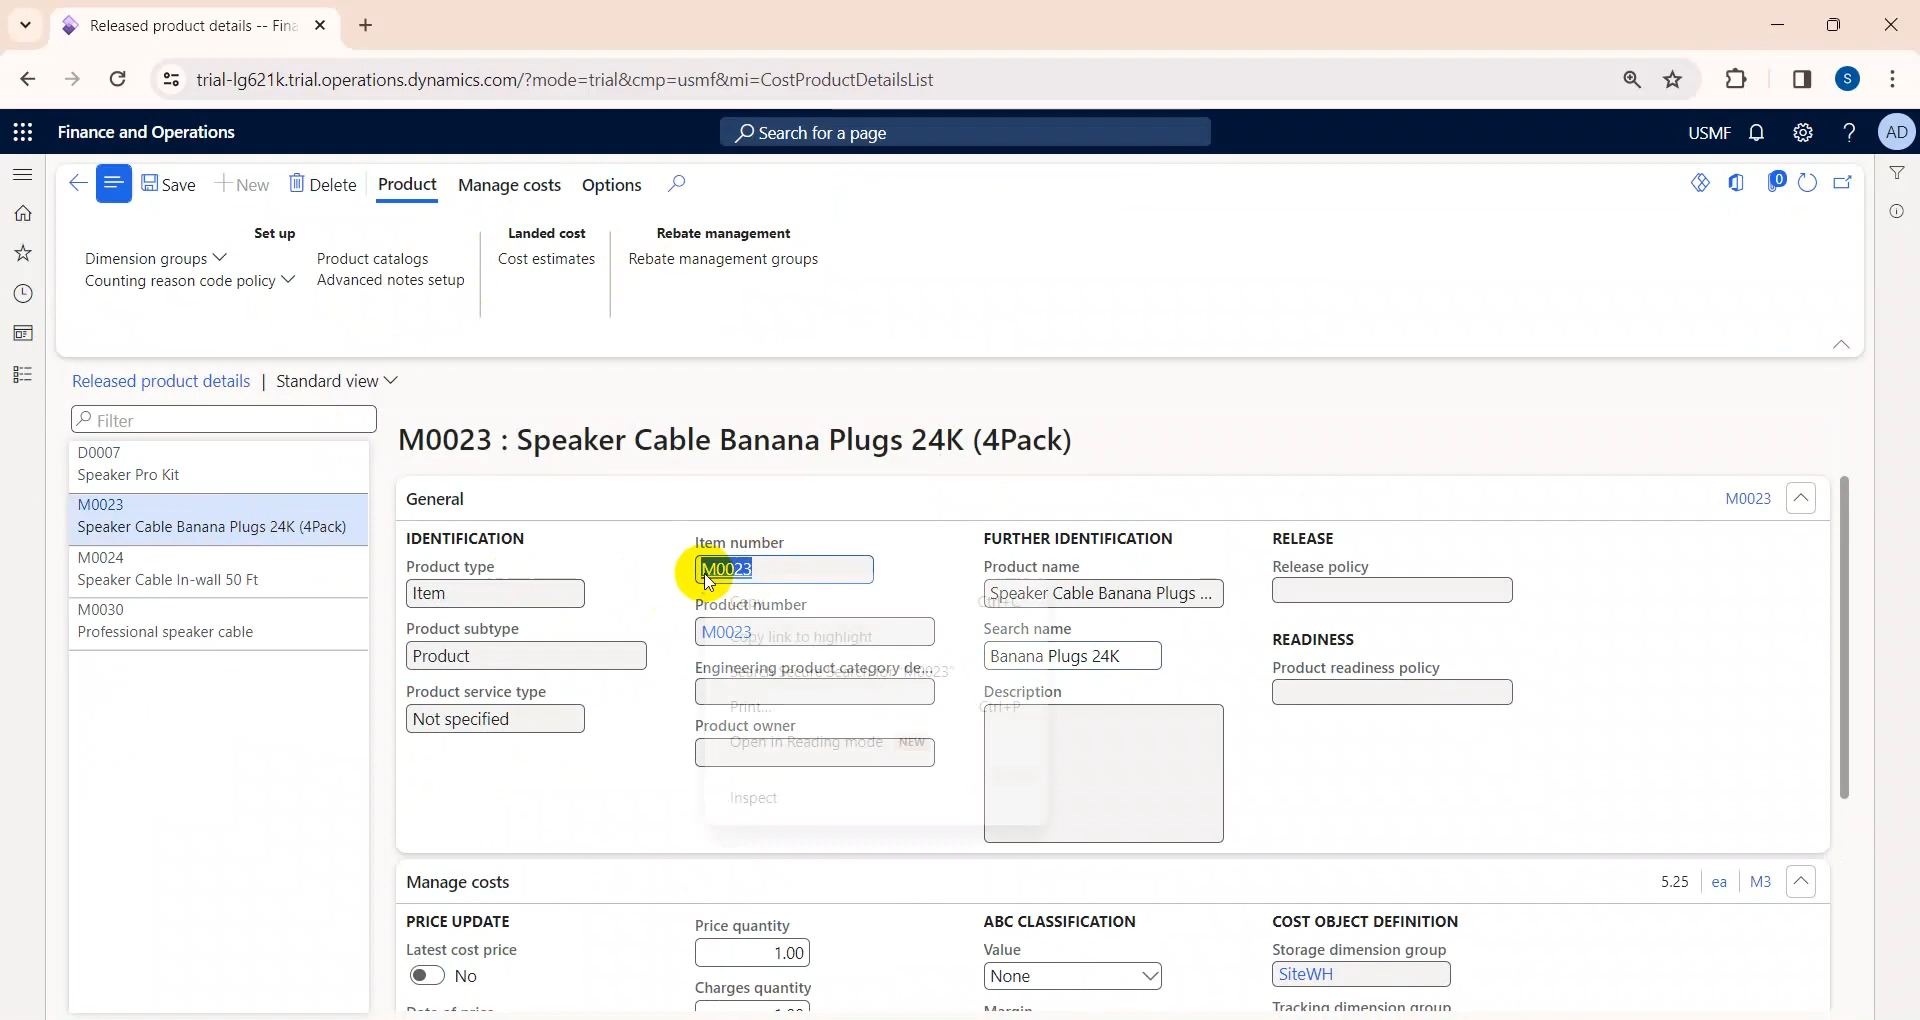 Released product details -- Fina
trial-lg621k.trial.operations.dynamics.com/?mode=trial&cmp=usmf&mi=CostProductDetailsList
S
Finance and Operations
Search for a page
USMF
?
AD
Save
New
Delete
Product
Manage costs
Options
0
Set up
Landed cost
Rebate management
Dimension groups
Product catalogs
Cost estimates
Rebate management groups
Counting reason code policy
Advanced notes setup
Released product details | Standard view
Filter
D0007
Speaker Pro Kit
M0023
Speaker Cable Banana Plugs 24K (4Pack)
M0024
Speaker Cable In-wall 50 Ft
M0030
Professional speaker cable
M0023 : Speaker Cable Banana Plugs 24K (4Pack)
General
M0023
IDENTIFICATION
Product type
Item
Product subtype
Product
Product service type
Not specified
Item number
M0023
Product number
M0023
Engineering product category de...
Product owner
Copy
Ctrl+C
Copy link to highlight
Search Secure Search for "M0023"
Print...
Ctrl+P
Open in Reading mode NEW
Inspect
FURTHER IDENTIFICATION
Product name
Speaker Cable Banana Plugs ...
Search name
Banana Plugs 24K
Description
RELEASE
Release policy
READINESS
Product readiness policy
Manage costs
5.25
ea
M3
PRICE UPDATE
Latest cost price
No
Date of price
Price quantity
1.00
Charges quantity
1.00
ABC CLASSIFICATION
Value
None
Margin
COST OBJECT DEFINITION
Storage dimension group
SiteWH
Tracking dimension group